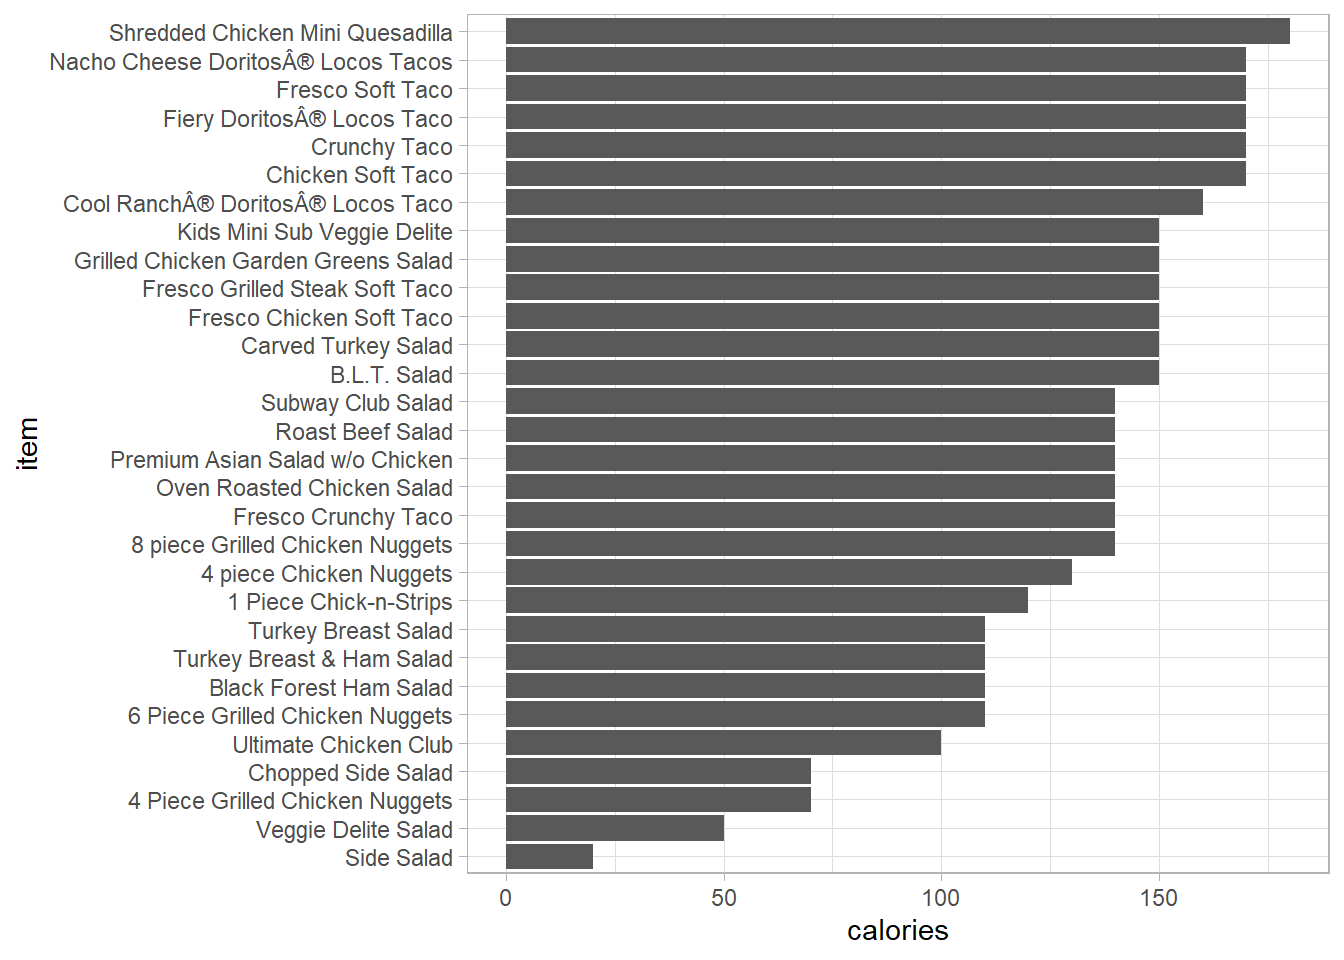 Shredded Chicken Mini Quesadilla
Nacho Cheese DoritosÂ® Locos Tacos
Fresco Soft Taco
Fiery DoritosÂ® Locos Taco
Crunchy Taco
Chicken Soft Taco
Cool RanchÂ® DoritosÂ® Locos Taco
Kids Mini Sub Veggie Delite
Grilled Chicken Garden Greens Salad
Fresco Grilled Steak Soft Taco
Fresco Chicken Soft Taco
Carved Turkey Salad
B.L.T. Salad
Subway Club Salad
Roast Beef Salad
Premium Asian Salad w/o Chicken
Oven Roasted Chicken Salad
Fresco Crunchy Taco
8 piece Grilled Chicken Nuggets
4 piece Chicken Nuggets
1 Piece Chick-n-Strips
Turkey Breast Salad
Turkey Breast & Ham Salad
Black Forest Ham Salad
6 Piece Grilled Chicken Nuggets
Ultimate Chicken Club
Chopped Side Salad
4 Piece Grilled Chicken Nuggets
Veggie Delite Salad
Side Salad
item
0 50 100 150
calories